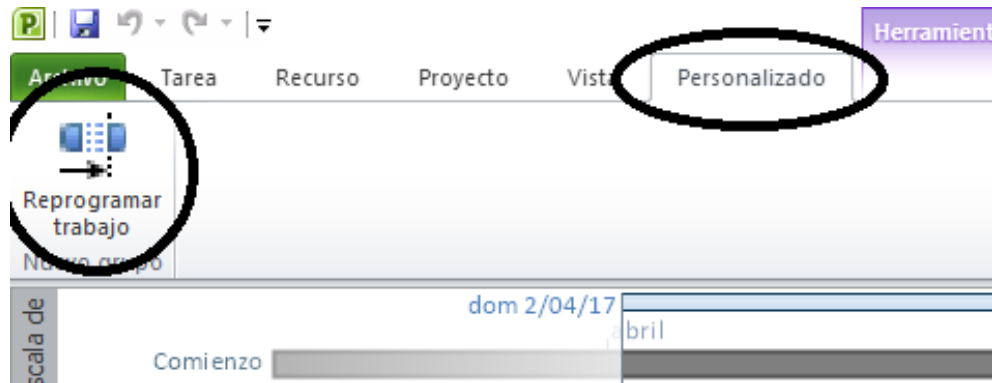 P
Herramient
Archivo Tarea Recurso Proyecto Vista Personalizado
Reprogramar
trabajo
Nuevo grupo
dom 2/04/17
abril
scala de
Comienzo